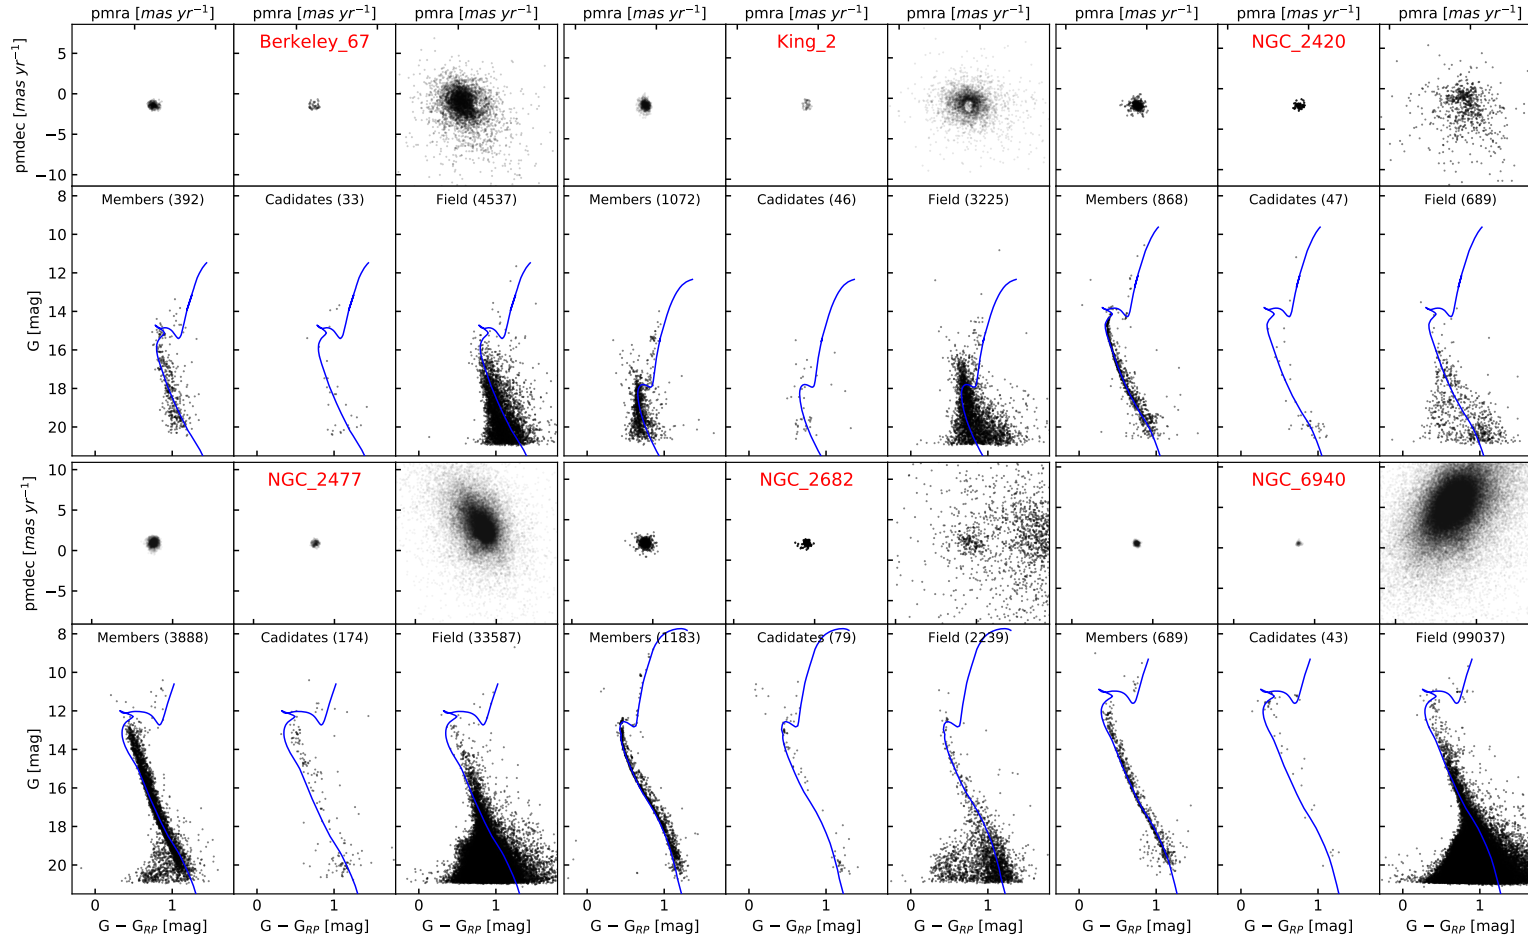 pmra [mas yr⁻¹] pmra [mas yr⁻¹] pmra [mas yr⁻¹] pmra [mas yr⁻¹] pmra [mas yr⁻¹] pmra [mas yr⁻¹] pmra [mas yr⁻¹] pmra [mas yr⁻¹] pmra [mas yr⁻¹]
Berkeley_67 King_2 NGC_2420
pmdec [mas yr⁻¹]
5
0
−5
−10
Members (392) Cadidates (33) Field (4537) Members (1072) Cadidates (46) Field (3225) Members (868) Cadidates (47) Field (689)
G [mag]
8
10
12
14
16
18
20
NGC_2477 NGC_2682 NGC_6940
pmdec [mas yr⁻¹]
10
5
0
−5
Members (3888) Cadidates (174) Field (33587) Members (1183) Cadidates (79) Field (2239) Members (689) Cadidates (43) Field (99037)
G [mag]
8
10
12
14
16
18
20
0 1 0 1 0 1 0 1 0 1 0 1 0 1 0 1 0 1
G − G_RP [mag] G − G_RP [mag] G − G_RP [mag] G − G_RP [mag] G − G_RP [mag] G − G_RP [mag] G − G_RP [mag] G − G_RP [mag] G − G_RP [mag]